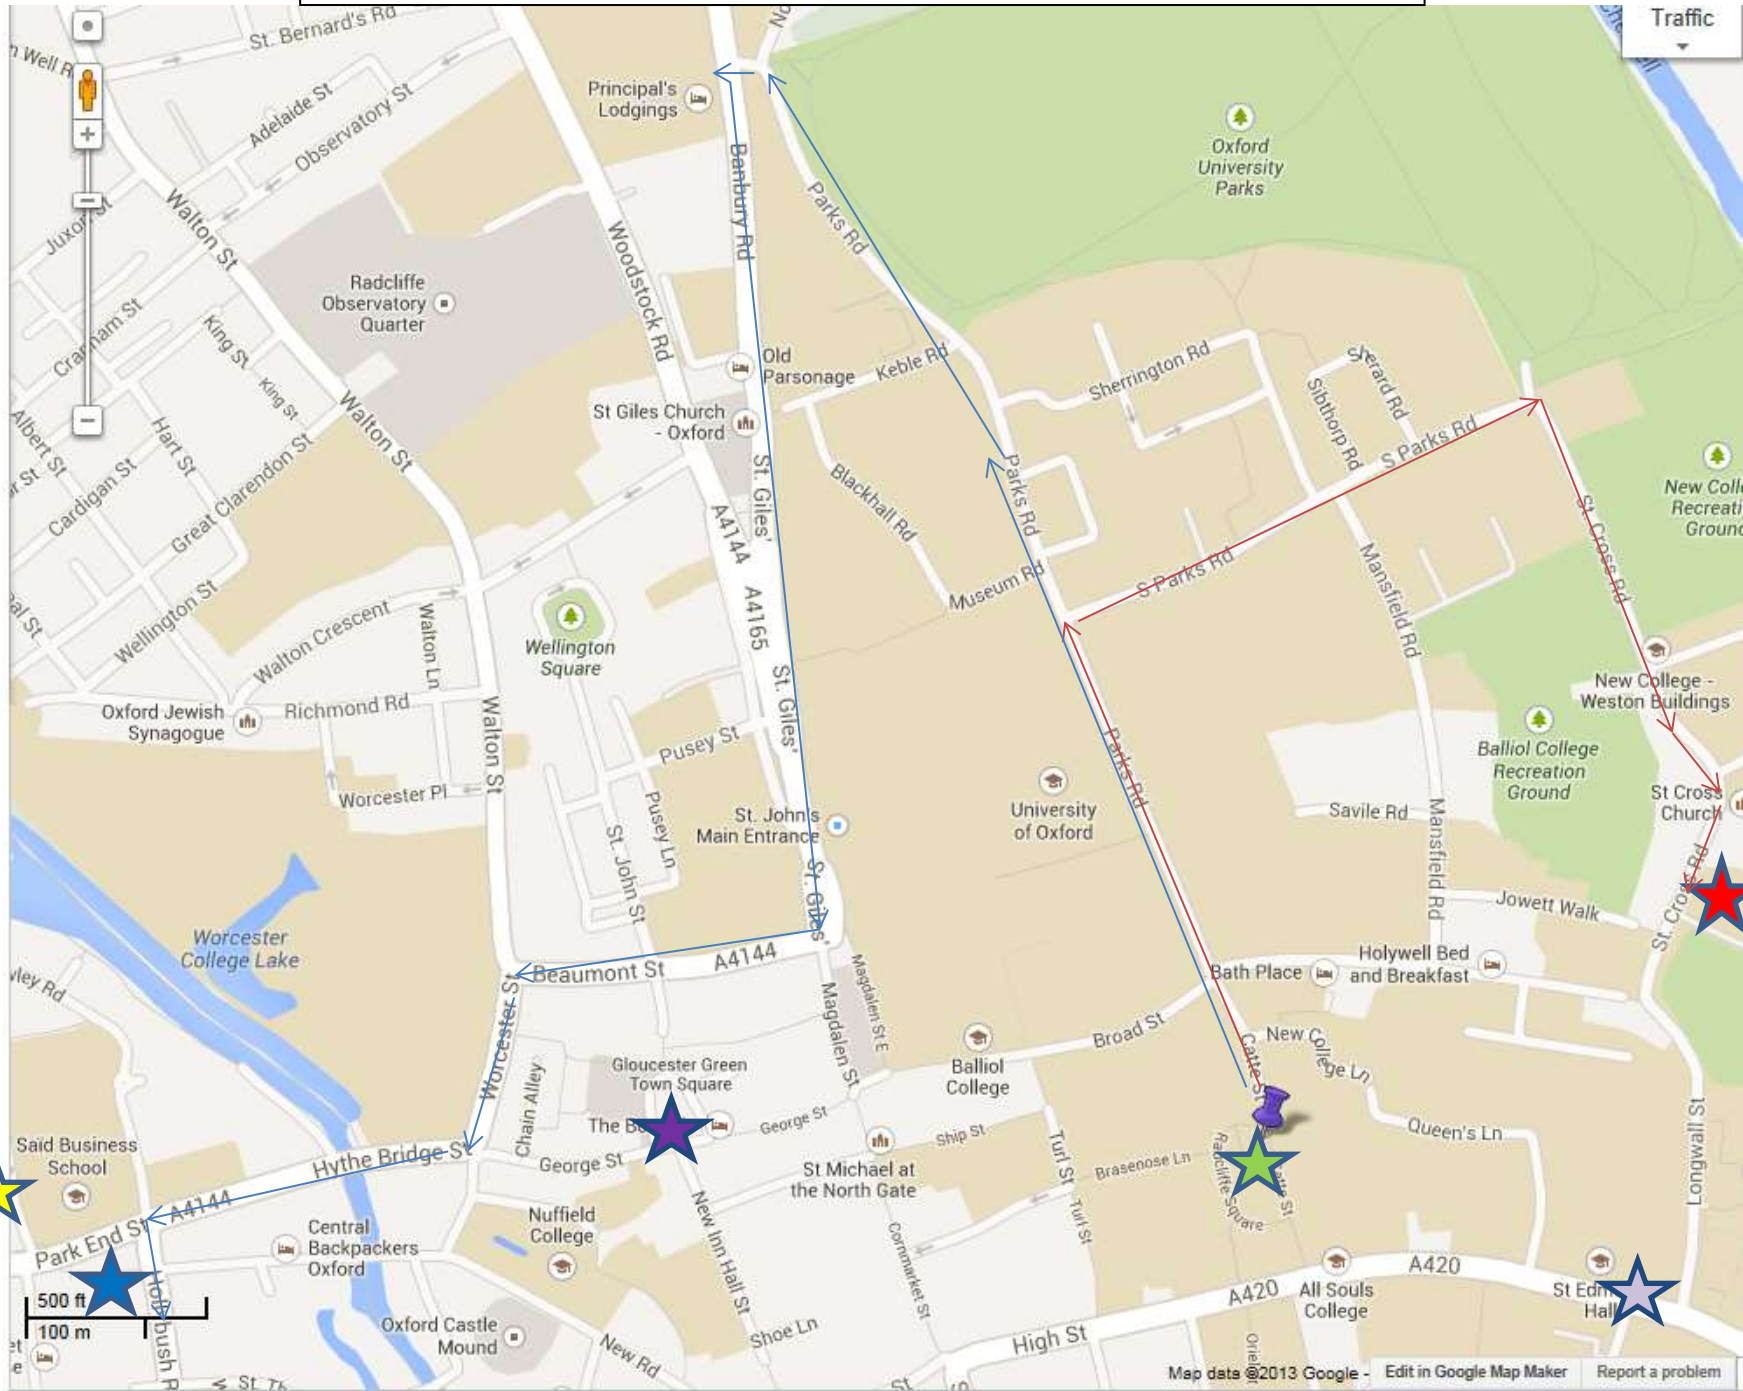 Traffic
St. Bernard's Rd
n Well R
Adelaide St
Observatory St
Principal's
Lodgings
Banbury Rd
Parks Rd
Oxford
University
Parks
Juxon St
Walton St
Woodstock Rd
Radcliffe
Observatory
Quarter
Cranham St
King St
King St
Old
Parsonage
Keble Rd
Sherrington Rd
Sherard Rd
Sibthorp Rd
St Giles Church
- Oxford
Walton St
Albert St
Hart St
Great Clarendon St
Cardigan St
S Parks Rd
St. Giles'
Blackhall Rd
Parks Rd
St. Cross Rd
New Coll
Recreati
Ground
A4144
A4165
Museum Rd
S Parks Rd
Mansfield Rd
Wellington St
Walton Crescent
Walton Ln
Wellington
Square
St. Giles'
New College -
Weston Buildings
Oxford Jewish
Synagogue
Richmond Rd
Walton St
Pusey St
Parks Rd
Balliol College
Recreation
Ground
Worcester Pl
Pusey Ln
St. John's
Main Entrance
University
of Oxford
Savile Rd
Mansfield Rd
St Cross
Church
St. John St
St. Giles'
Jowett Walk
St. Cross Rd
Worcester
College Lake
Beaumont St
A4144
Magdalen St E
Magdalen St
Bath Place
Holywell Bed
and Breakfast
Worcester St
Broad St
Catte St
New College Ln
Balliol
College
Gloucester Green
Town Square
Chain Alley
The
George St
George St
Ship St
Turl St
Turl St
Brasenose Ln
Queen's Ln
Longwall St
Saïd Business
School
Hythe Bridge St
A4144
St Michael at
the North Gate
Radcliffe Square
Catte St
Park End St
Central
Backpackers
Oxford
Nuffield
College
New Inn Hall St
Cornmarket St
A420
A420
All Souls
College
St Edm
Hall
500 ft
100 m
Oxford Castle
Mound
New Rd
Shoe Ln
High St
Oriel
Map data ©2013 Google -
Edit in Google Map Maker
Report a problem